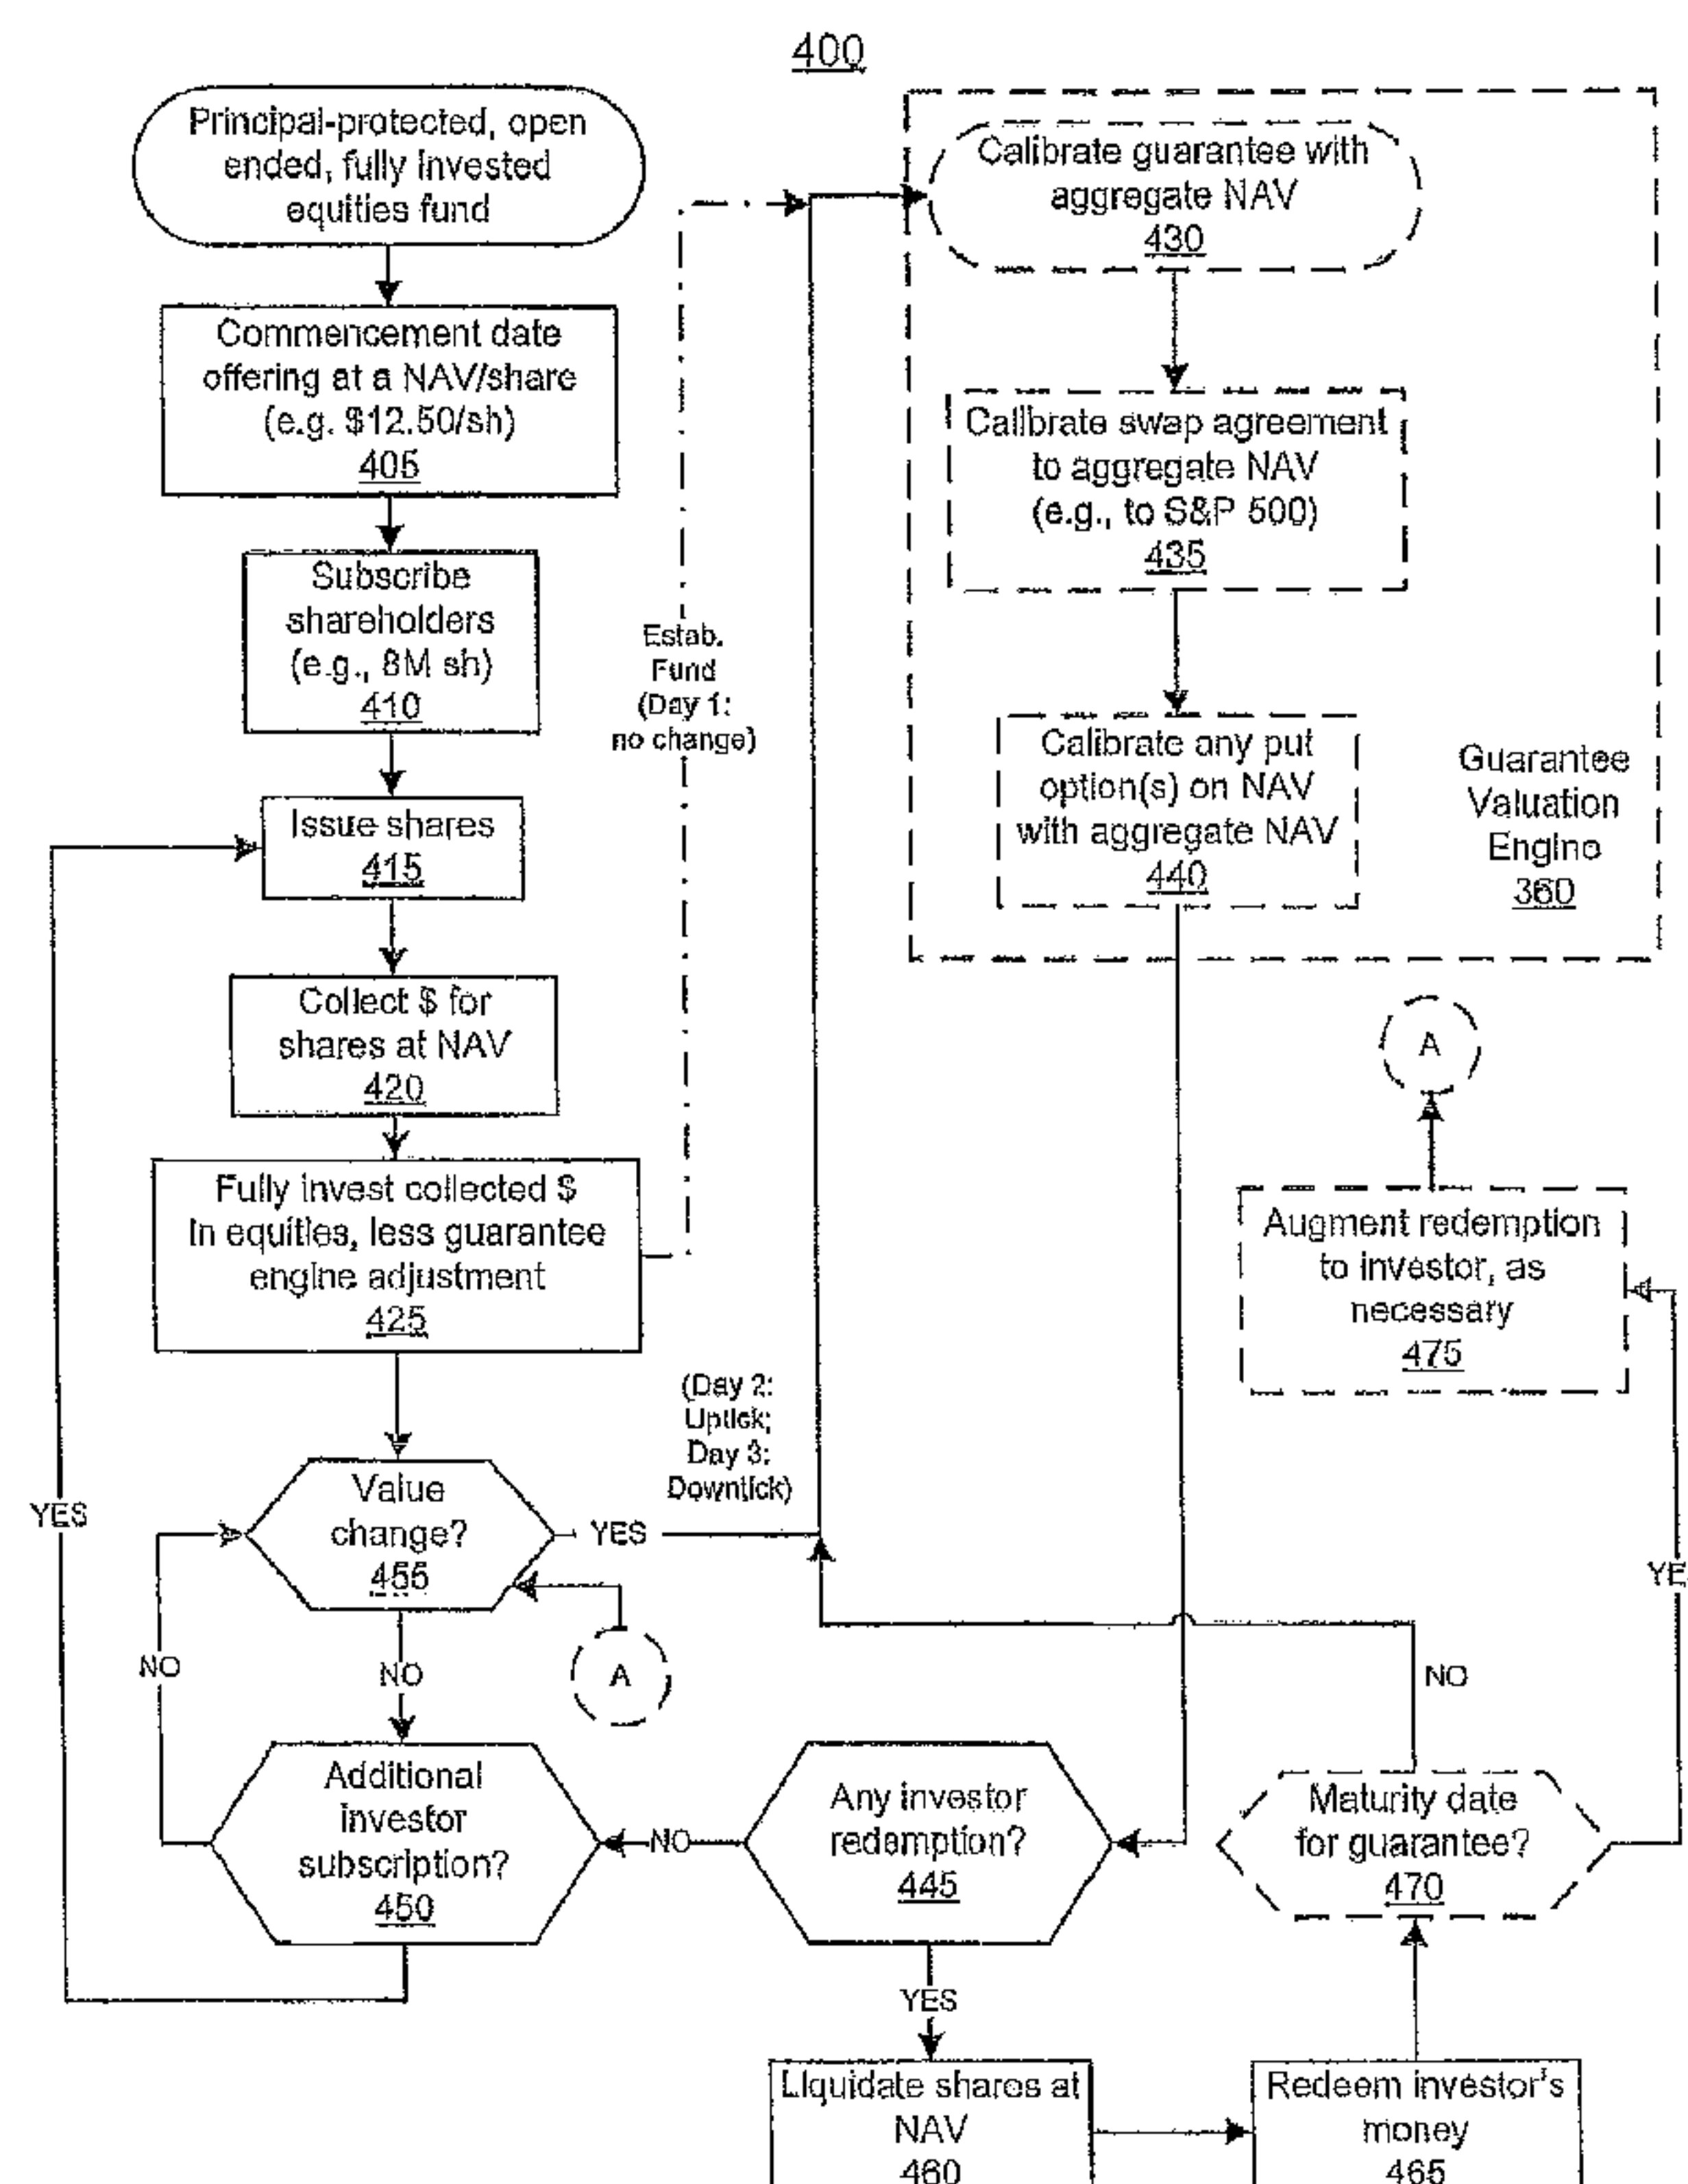 400
Principal-protected, open
ended, fully invested
equities fund
Commencement date
offering at a NAV/share
(e.g. $12.50/sh)
405
Subscribe
shareholders
(e.g., 8M sh)
410
Issue shares
415
Collect $ for
shares at NAV
420
Fully invest collected $
in equities, less guarantee
engine adjustment
425
Estab.
Fund
(Day 1:
no change)
Calibrate guarantee with
aggregate NAV
430
Calibrate swap agreement
to aggregate NAV
(e.g., to S&P 500)
435
Calibrate any put
option(s) on NAV
with aggregate NAV
440
Guarantee
Valuation
Engine
360
A
Augment redemption
to investor, as
necessary
475
(Day 2:
Uptick;
Day 3:
Downtick)
Value
change?
455
YES
YES
NO
NO
A
YE
NO
Additional
investor
subscription?
450
NO
Any investor
redemption?
445
Maturity date
for guarantee?
470
YES
Liquidate shares at
NAV
460
Redeem investor's
money
465